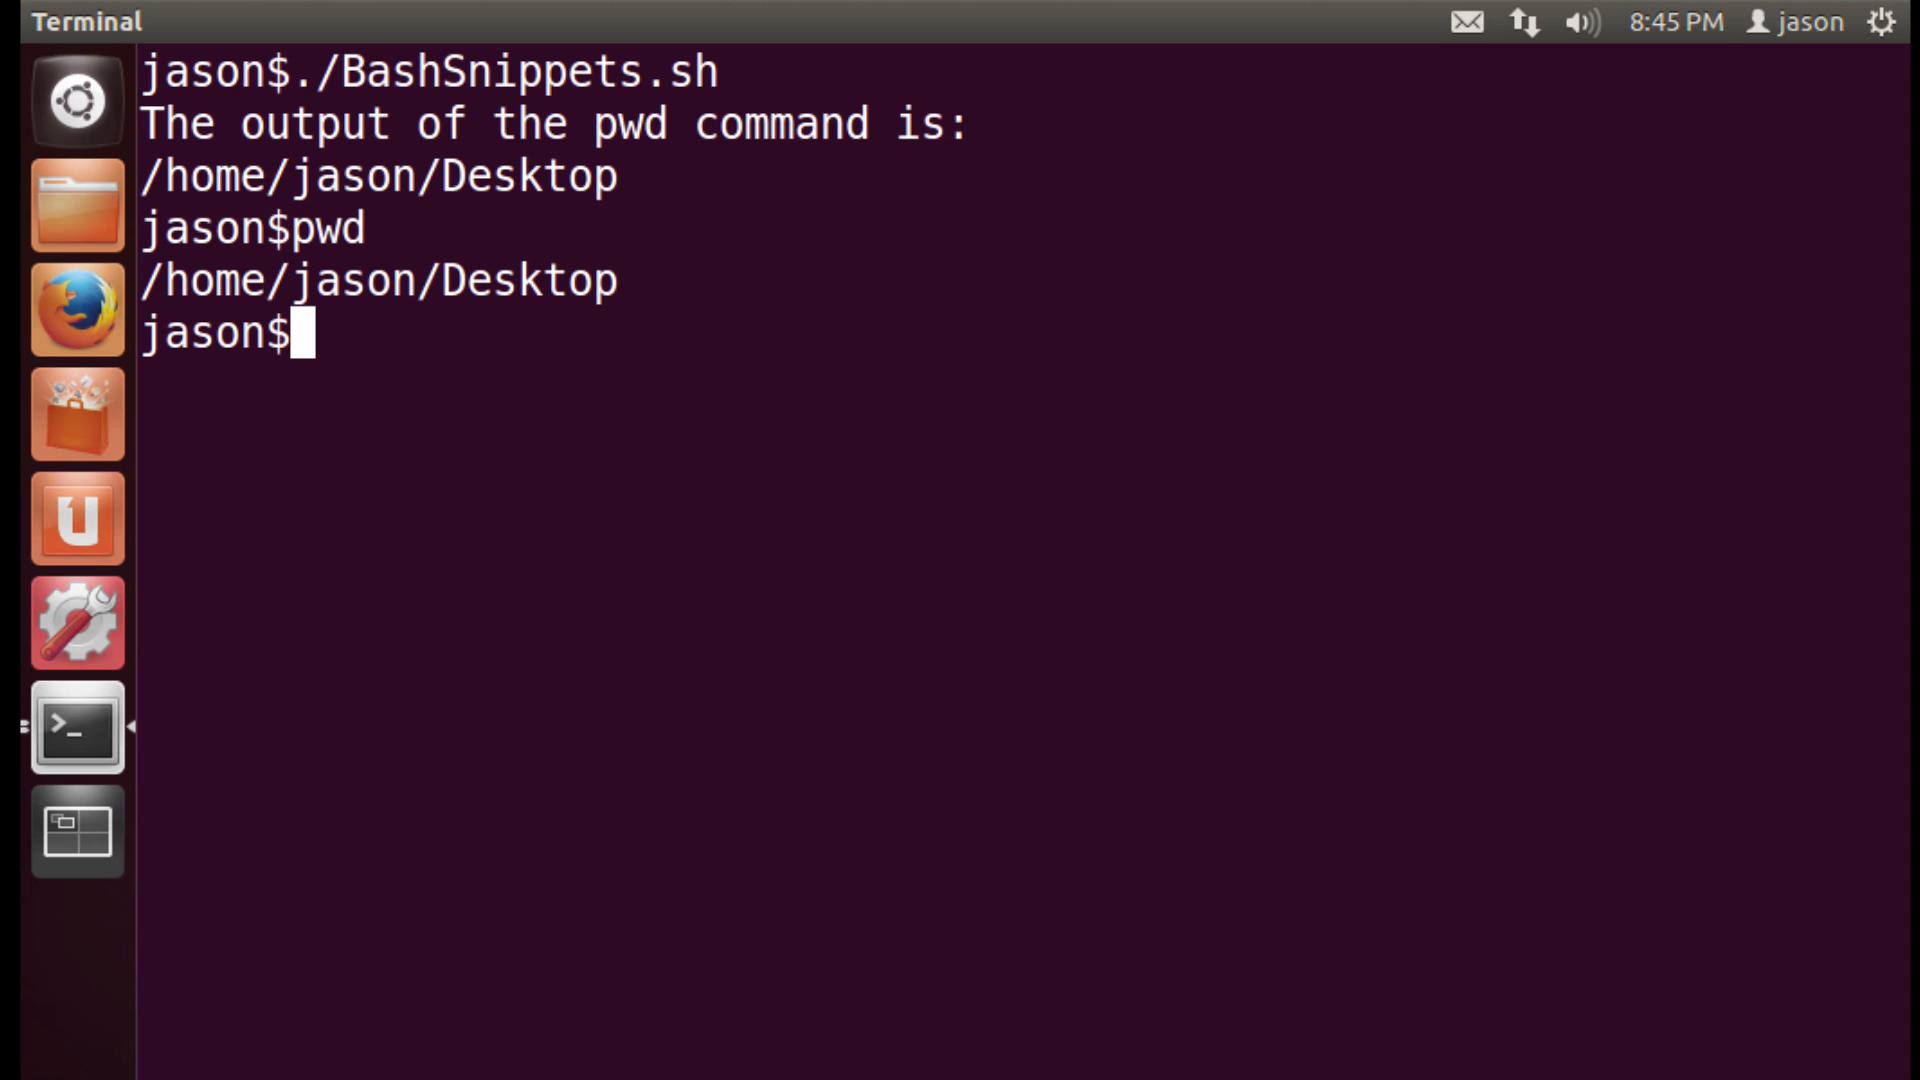 Terminal
8:45 PM jason
jason$./BashSnippets.sh
The output of the pwd command is:
/home/jason/Desktop
jason$pwd
/home/jason/Desktop
jason$